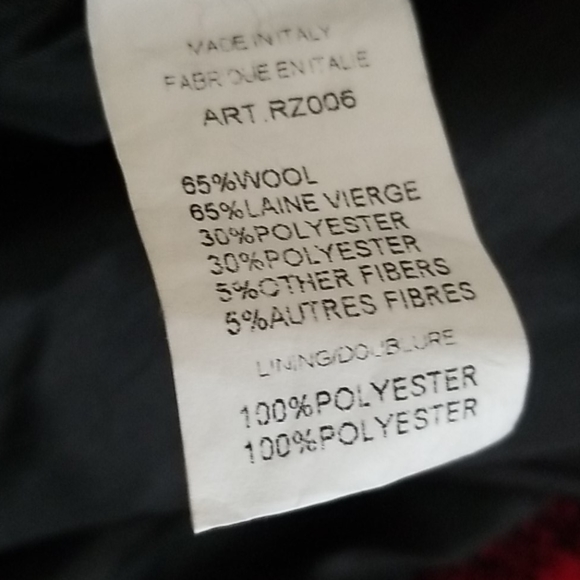 MADE IN ITALY
FABRIQUE EN ITALIE
ART.RZ006
65%WOOL
65%LAINE VIERGE
30%POLYESTER
30%POLYESTER
5%OTHER FIBERS
5%AUTRES FIBRES
LINING/DOUBLURE
100%POLYESTER
100%POLYESTER